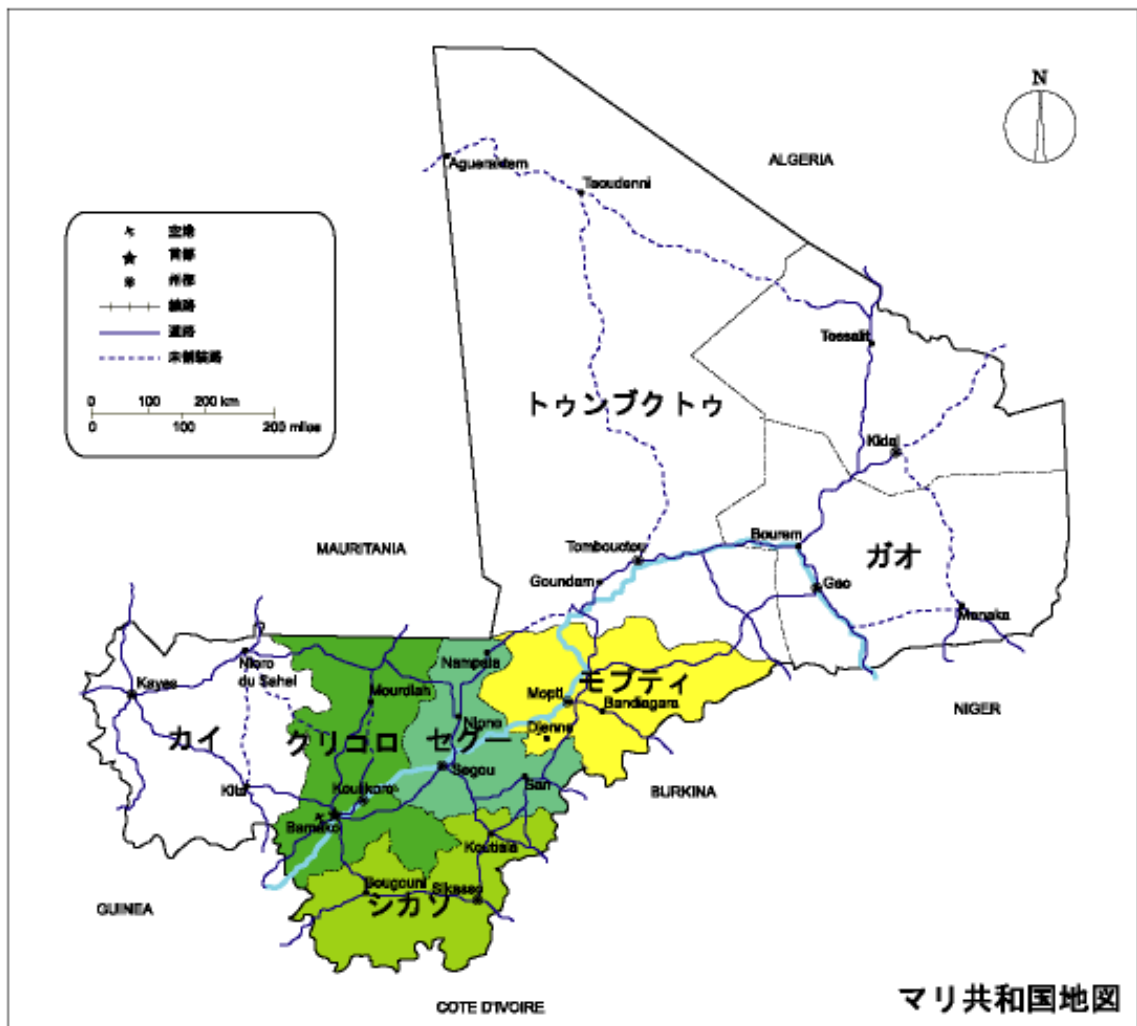 N
ALGERIA
Taoudenni
空港
首都
州都
線路
道路
未舗装路
0 100 200 km
0 100 200 miles
Tessalit
トゥンブクトゥ
Kidal
Bourem
MAURITANIA
Tombouctou
ガオ
Goundam
Gao
Menaka
Nioro
du Sahel
Nampala
Kayes
Mourdiah
モプティ
Mopti
Bandiagara
NIGER
カイ
クリコロ
セグー
Niono
Djenne
Segou
San
BURKINA
Kita
Koulikoro
Bamako
Koutiala
Bougouni
Sikasso
シカソ
GUINEA
COTE D'IVOIRE
マリ共和国地図